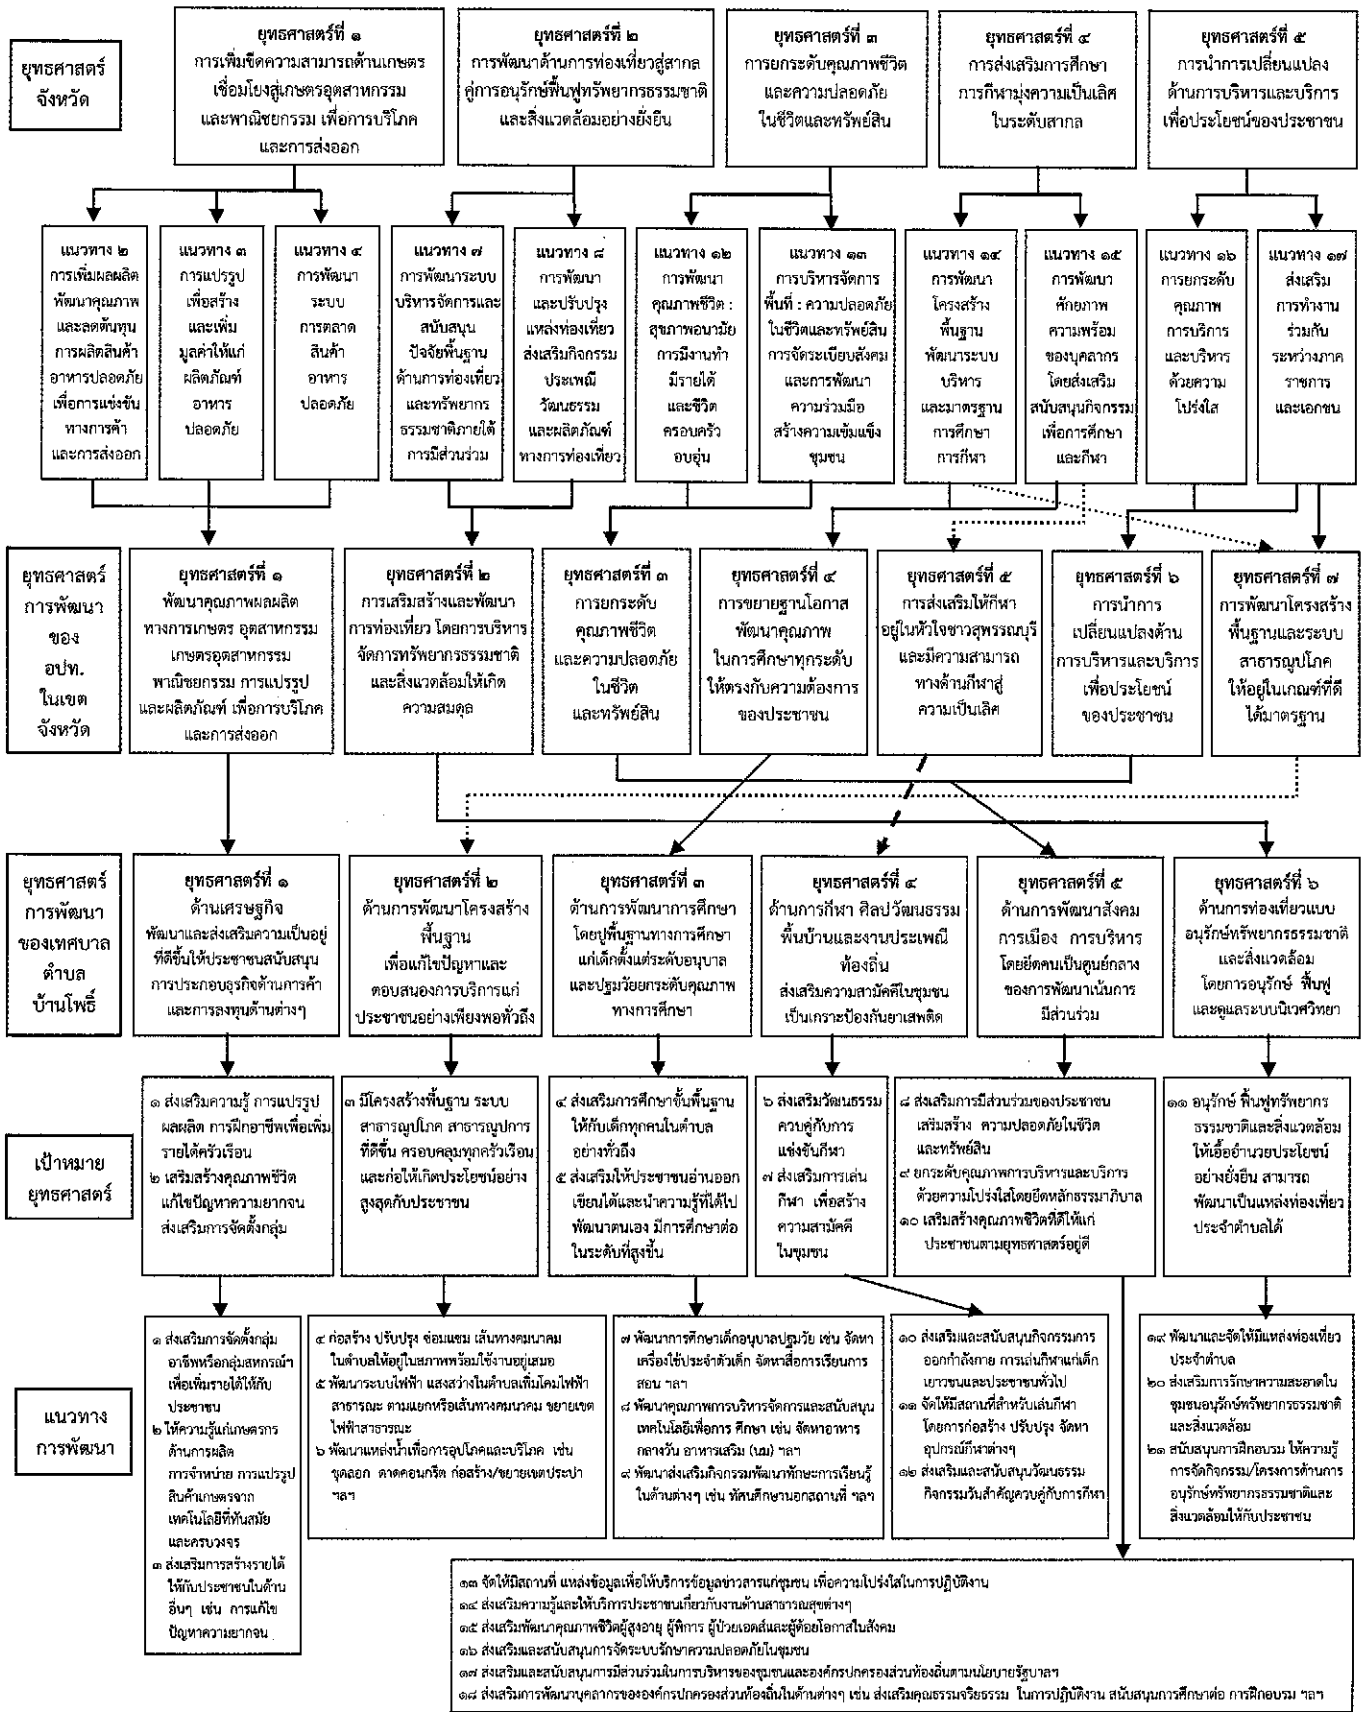 ยุทธศาสตร์
จังหวัด
ยุทธศาสตร์ที่ ๑
การเพิ่มขีดความสามารถด้านเกษตร
เชื่อมโยงสู่เกษตรอุตสาหกรรม
และพาณิชยกรรม เพื่อการบริโภค
และการส่งออก
ยุทธศาสตร์ที่ ๒
การพัฒนาด้านการท่องเที่ยวสู่สากล
คู่การอนุรักษ์ฟื้นฟูทรัพยากรธรรมชาติ
และสิ่งแวดล้อมอย่างยั่งยืน
ยุทธศาสตร์ที่ ๓
การยกระดับคุณภาพชีวิต
และความปลอดภัย
ในชีวิตและทรัพย์สิน
ยุทธศาสตร์ที่ ๔
การส่งเสริมการศึกษา
การกีฬามุ่งความเป็นเลิศ
ในระดับสากล
ยุทธศาสตร์ที่ ๕
การนำการเปลี่ยนแปลง
ด้านการบริหารและบริการ
เพื่อประโยชน์ของประชาชน
แนวทาง ๒
การเพิ่มผลผลิต
พัฒนาคุณภาพ
และลดต้นทุน
การผลิตสินค้า
อาหารปลอดภัย
เพื่อการแข่งขัน
ทางการค้า
และการส่งออก
แนวทาง ๓
การแปรรูป
เพื่อสร้าง
และเพิ่ม
มูลค่าให้แก่
ผลิตภัณฑ์
อาหาร
ปลอดภัย
แนวทาง ๔
การพัฒนา
ระบบ
การตลาด
สินค้า
อาหาร
ปลอดภัย
แนวทาง ๗
การพัฒนาระบบ
บริหารจัดการและ
สนับสนุน
ปัจจัยพื้นฐาน
ด้านการท่องเที่ยว
และทรัพยากร
ธรรมชาติภายใต้
การมีส่วนร่วม
แนวทาง ๘
การพัฒนา
และปรับปรุง
แหล่งท่องเที่ยว
ส่งเสริมกิจกรรม
ประเพณี
วัฒนธรรม
และผลิตภัณฑ์
ทางการท่องเที่ยว
แนวทาง ๑๒
การพัฒนา
คุณภาพชีวิต :
สุขภาพอนามัย
การมีงานทำ
มีรายได้
และชีวิต
ครอบครัว
อบอุ่น
แนวทาง ๑๓
การบริหารจัดการ
พื้นที่ : ความปลอดภัย
ในชีวิตและทรัพย์สิน
การจัดระเบียบสังคม
และการพัฒนา
ความร่วมมือ
สร้างความเข้มแข็ง
ชุมชน
แนวทาง ๑๔
การพัฒนา
โครงสร้าง
พื้นฐาน
พัฒนาระบบ
บริหาร
และมาตรฐาน
การศึกษา
การกีฬา
แนวทาง ๑๕
การพัฒนา
ศักยภาพ
ความพร้อม
ของบุคลากร
โดยส่งเสริม
สนับสนุนกิจกรรม
เพื่อการศึกษา
และกีฬา
แนวทาง ๑๖
การยกระดับ
คุณภาพ
การบริการ
และบริหาร
ด้วยความ
โปร่งใส
แนวทาง ๑๗
ส่งเสริม
การทำงาน
ร่วมกัน
ระหว่างภาค
ราชการ
และเอกชน
ยุทธศาสตร์
การพัฒนา
ของ
อปท.
ในเขต
จังหวัด
ยุทธศาสตร์ที่ ๑
พัฒนาคุณภาพผลผลิต
ทางการเกษตร อุตสาหกรรม
เกษตรอุตสาหกรรม
พาณิชยกรรม การแปรรูป
และผลิตภัณฑ์ เพื่อการบริโภค
และการส่งออก
ยุทธศาสตร์ที่ ๒
การเสริมสร้างและพัฒนา
การท่องเที่ยว โดยการบริหาร
จัดการทรัพยากรธรรมชาติ
และสิ่งแวดล้อมให้เกิด
ความสมดุล
ยุทธศาสตร์ที่ ๓
การยกระดับ
คุณภาพชีวิต
และความปลอดภัย
ในชีวิต
และทรัพย์สิน
ยุทธศาสตร์ที่ ๔
การขยายฐานโอกาส
พัฒนาคุณภาพ
ในการศึกษาทุกระดับ
ให้ตรงกับความต้องการ
ของประชาชน
ยุทธศาสตร์ที่ ๕
การส่งเสริมให้กีฬา
อยู่ในหัวใจชาวสุพรรณบุรี
และมีความสามารถ
ทางด้านกีฬาสู่
ความเป็นเลิศ
ยุทธศาสตร์ที่ ๖
การนำการ
เปลี่ยนแปลงด้าน
การบริหารและบริการ
เพื่อประโยชน์
ของประชาชน
ยุทธศาสตร์ที่ ๗
การพัฒนาโครงสร้าง
พื้นฐานและระบบ
สาธารณูปโภค
ให้อยู่ในเกณฑ์ที่ดี
ได้มาตรฐาน
ยุทธศาสตร์
การพัฒนา
ของเทศบาล
ตำบล
บ้านโพธิ์
ยุทธศาสตร์ที่ ๑
ด้านเศรษฐกิจ
พัฒนาและส่งเสริมความเป็นอยู่
ที่ดีขึ้นให้ประชาชนสนับสนุน
การประกอบธุรกิจด้านการค้า
และการลงทุนด้านต่างๆ
ยุทธศาสตร์ที่ ๒
ด้านการพัฒนาโครงสร้าง
พื้นฐาน
เพื่อแก้ไขปัญหาและ
ตอบสนองการบริการแก่
ประชาชนอย่างเพียงพอทั่วถึง
ยุทธศาสตร์ที่ ๓
ด้านการพัฒนาการศึกษา
โดยปูพื้นฐานทางการศึกษา
แก่เด็กตั้งแต่ระดับอนุบาล
และปฐมวัยยกระดับคุณภาพ
ทางการศึกษา
ยุทธศาสตร์ที่ ๔
ด้านการกีฬา ศิลปวัฒนธรรม
พื้นบ้านและงานประเพณี
ท้องถิ่น
ส่งเสริมความสามัคคีในชุมชน
เป็นเกราะป้องกันยาเสพติด
ยุทธศาสตร์ที่ ๕
ด้านการพัฒนาสังคม
การเมือง การบริหาร
โดยยึดคนเป็นศูนย์กลาง
ของการพัฒนาเน้นการ
มีส่วนร่วม
ยุทธศาสตร์ที่ ๖
ด้านการท่องเที่ยวแบบ
อนุรักษ์ทรัพยากรธรรมชาติ
และสิ่งแวดล้อม
โดยการอนุรักษ์ ฟื้นฟู
และดูแลระบบนิเวศวิทยา
เป้าหมาย
ยุทธศาสตร์
๑ ส่งเสริมความรู้ การแปรรูป
ผลผลิต การฝึกอาชีพเพื่อเพิ่ม
รายได้ครัวเรือน
๒ เสริมสร้างคุณภาพชีวิต
แก้ไขปัญหาความยากจน
ส่งเสริมการจัดตั้งกลุ่ม
๓ มีโครงสร้างพื้นฐาน ระบบ
สาธารณูปโภค สาธารณูปการ
ที่ดีขึ้น ครอบคลุมทุกครัวเรือน
และก่อให้เกิดประโยชน์อย่าง
สูงสุดกับประชาชน
๔ ส่งเสริมการศึกษาขั้นพื้นฐาน
ให้กับเด็กทุกคนในตำบล
อย่างทั่วถึง
๕ ส่งเสริมให้ประชาชนอ่านออก
เขียนได้และนำความรู้ที่ได้ไป
พัฒนาตนเอง มีการศึกษาต่อ
ในระดับที่สูงขึ้น
๖ ส่งเสริมวัฒนธรรม
ควบคู่กับการ
แข่งขันกีฬา
๗ ส่งเสริมการเล่น
กีฬา เพื่อสร้าง
ความสามัคคี
ในชุมชน
๘ ส่งเสริมการมีส่วนร่วมของประชาชน
เสริมสร้าง ความปลอดภัยในชีวิต
และทรัพย์สิน
๙ ยกระดับคุณภาพการบริหารและบริการ
ด้วยความโปร่งใสโดยยึดหลักธรรมาภิบาล
๑๐ เสริมสร้างคุณภาพชีวิตที่ดีให้แก่
ประชาชนตามยุทธศาสตร์อยู่ดี
๑๑ อนุรักษ์ ฟื้นฟูทรัพยากร
ธรรมชาติและสิ่งแวดล้อม
ให้เอื้ออำนวยประโยชน์
อย่างยั่งยืน สามารถ
พัฒนาเป็นแหล่งท่องเที่ยว
ประจำตำบลได้
แนวทาง
การพัฒนา
๑ ส่งเสริมการจัดตั้งกลุ่ม
อาชีพหรือกลุ่มสหกรณ์ฯ
เพื่อเพิ่มรายได้ให้กับ
ประชาชน
๒ ให้ความรู้แก่เกษตรกร
ด้านการผลิต
การจำหน่าย การแปรรูป
สินค้าเกษตรจาก
เทคโนโลยีที่ทันสมัย
และครบวงจร
๓ ส่งเสริมการสร้างรายได้
ให้กับประชาชนในด้าน
อื่นๆ เช่น การแก้ไข
ปัญหาความยากจน
๔ ก่อสร้าง ปรับปรุง ซ่อมแซม เส้นทางคมนาคม
ในตำบลให้อยู่ในสภาพพร้อมใช้งานอยู่เสมอ
๕ พัฒนาระบบไฟฟ้า แสงสว่างในตำบลเพิ่มโคมไฟฟ้า
สาธารณะ ตามแยกหรือเส้นทางคมนาคม ขยายเขต
ไฟฟ้าสาธารณะ
๖ พัฒนาแหล่งน้ำเพื่อการอุปโภคและบริโภค เช่น
ขุดลอก ดาดคอนกรีต ก่อสร้าง/ขยายเขตประปา
ฯลฯ
๗ พัฒนาการศึกษาเด็กอนุบาลปฐมวัย เช่น จัดหา
เครื่องใช้ประจำตัวเด็ก จัดหาสื่อการเรียนการ
สอน ฯลฯ
๘ พัฒนาคุณภาพการบริหารจัดการและสนับสนุน
เทคโนโลยีเพื่อการ ศึกษา เช่น จัดหาอาหาร
กลางวัน อาหารเสริม (นม) ฯลฯ
๙ พัฒนาส่งเสริมกิจกรรมพัฒนาทักษะการเรียนรู้
ในด้านต่างๆ เช่น ทัศนศึกษานอกสถานที่ ฯลฯ
๑๐ ส่งเสริมและสนับสนุนกิจกรรมการ
ออกกำลังกาย การเล่นกีฬาแก่เด็ก
เยาวชนและประชาชนทั่วไป
๑๑ จัดให้มีสถานที่สำหรับเล่นกีฬา
โดยการก่อสร้าง ปรับปรุง จัดหา
อุปกรณ์กีฬาต่างๆ
๑๒ ส่งเสริมและสนับสนุนวัฒนธรรม
กิจกรรมวันสำคัญควบคู่กับการกีฬา
๑๙ พัฒนาและจัดให้มีแหล่งท่องเที่ยว
ประจำตำบล
๒๐ ส่งเสริมการรักษาความสะอาดใน
ชุมชนอนุรักษ์ทรัพยากรธรรมชาติ
และสิ่งแวดล้อม
๒๑ สนับสนุนการฝึกอบรม ให้ความรู้
การจัดกิจกรรม/โครงการด้านการ
อนุรักษ์ทรัพยากรธรรมชาติและ
สิ่งแวดล้อมให้กับประชาชน
๑๓ จัดให้มีสถานที่ แหล่งข้อมูลเพื่อให้บริการข้อมูลข่าวสารแก่ชุมชน เพื่อความโปร่งใสในการปฏิบัติงาน
๑๔ ส่งเสริมความรู้และให้บริการประชาชนเกี่ยวกับงานด้านสาธารณสุขต่างๆ
๑๕ ส่งเสริมพัฒนาคุณภาพชีวิตผู้สูงอายุ ผู้พิการ ผู้ป่วยเอดส์และผู้ด้อยโอกาสในสังคม
๑๖ ส่งเสริมและสนับสนุนการจัดระบบรักษาความปลอดภัยในชุมชน
๑๗ ส่งเสริมและสนับสนุนการมีส่วนร่วมในการบริหารของชุมชนและองค์กรปกครองส่วนท้องถิ่นตามนโยบายรัฐบาลฯ
๑๘ ส่งเสริมการพัฒนาบุคลากรขององค์กรปกครองส่วนท้องถิ่นในด้านต่างๆ เช่น ส่งเสริมคุณธรรมจริยธรรม ในการปฏิบัติงาน สนับสนุนการศึกษาต่อ การฝึกอบรม ฯลฯ